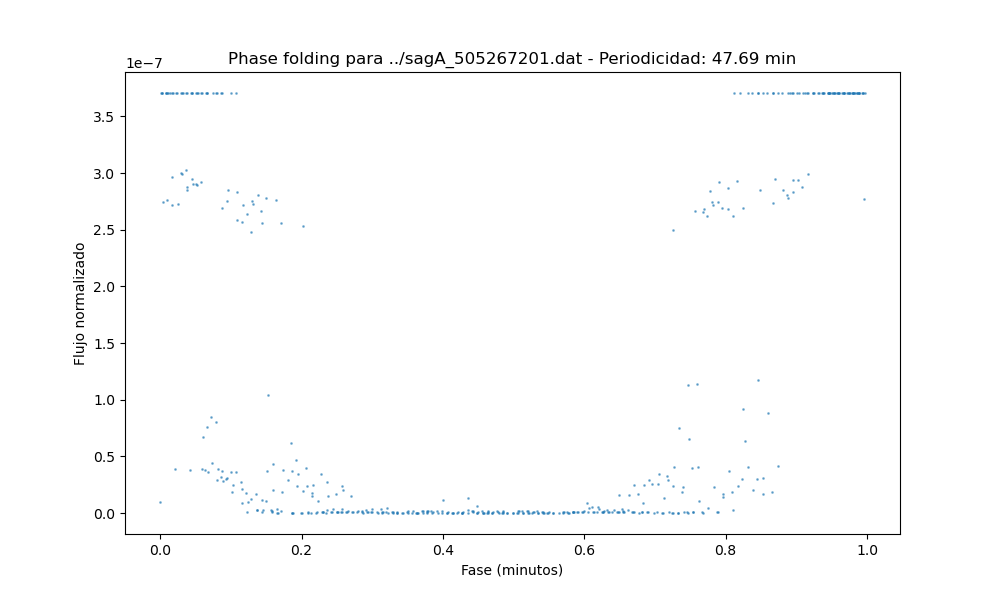 Phase folding para ../sagA_505267201.dat - Periodicidad: 47.69 min
1e−7
3.5
3.0
2.5
2.0
1.5
1.0
0.5
0.0
Flujo normalizado
0.0 0.2 0.4 0.6 0.8 1.0
Fase (minutos)